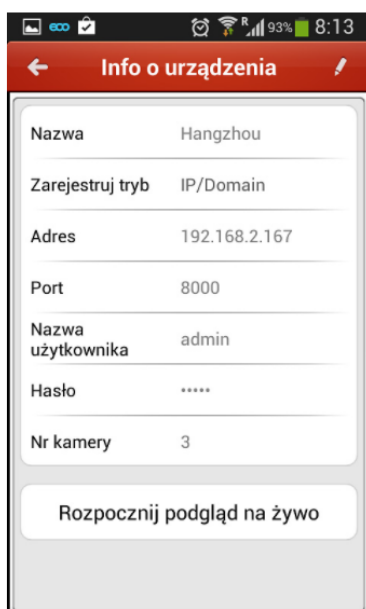 eco R 93% 8:13
Info o urządzenia
Nazwa Hangzhou
Zarejestruj tryb IP/Domain
Adres 192.168.2.167
Port 8000
Nazwa
użytkownika admin
Hasło •••••
Nr kamery 3
Rozpocznij podgląd na żywo